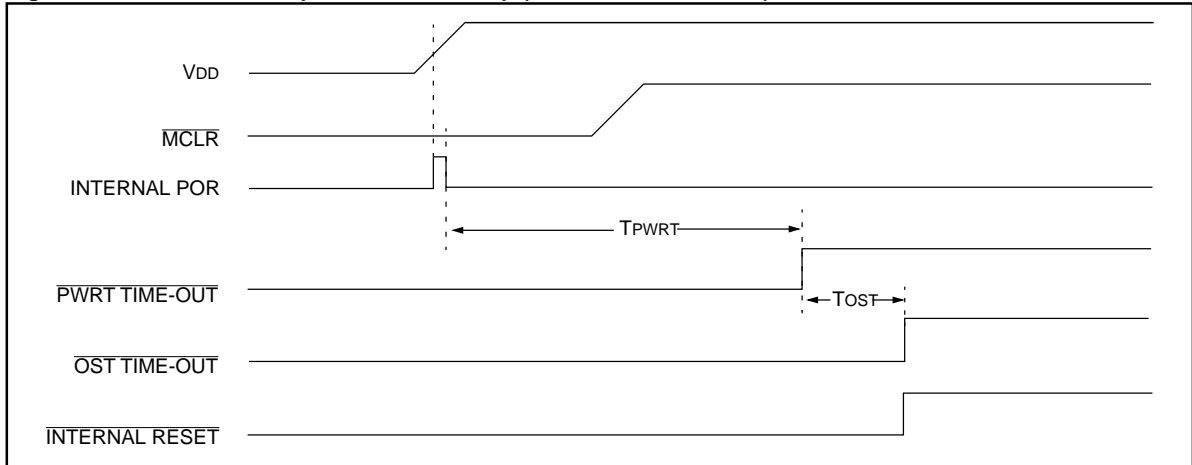 VDD
MCLR
INTERNAL POR
TPWRT
PWRT TIME-OUT
TOST
OST TIME-OUT
INTERNAL RESET